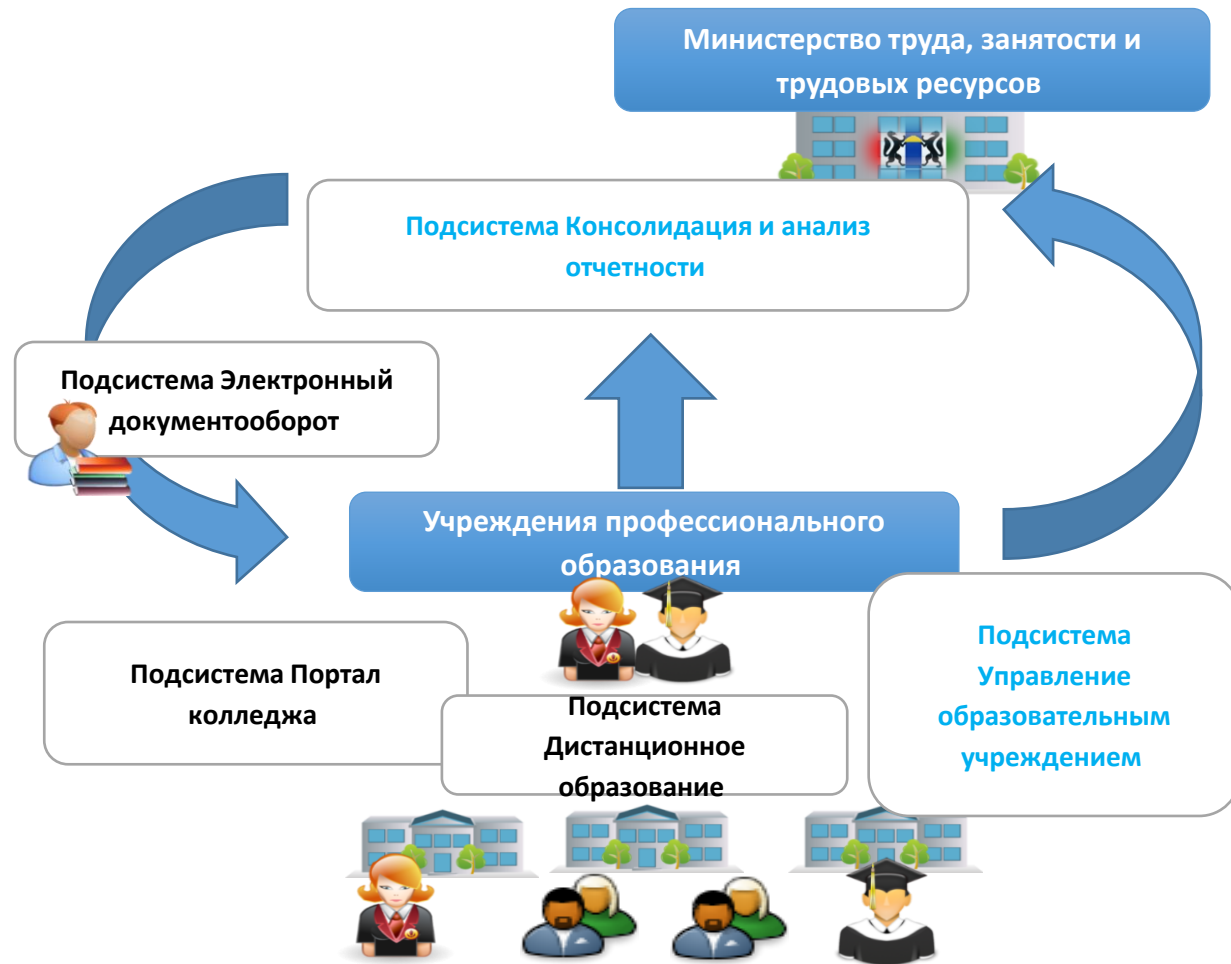 Министерство труда, занятости и
трудовых ресурсов
Подсистема Консолидация и анализ
отчетности
Подсистема Электронный
документооборот
Учреждения профессионального
образования
Подсистема Портал
колледжа
Подсистема
Дистанционное
образование
Подсистема
Управление
образовательным
учреждением